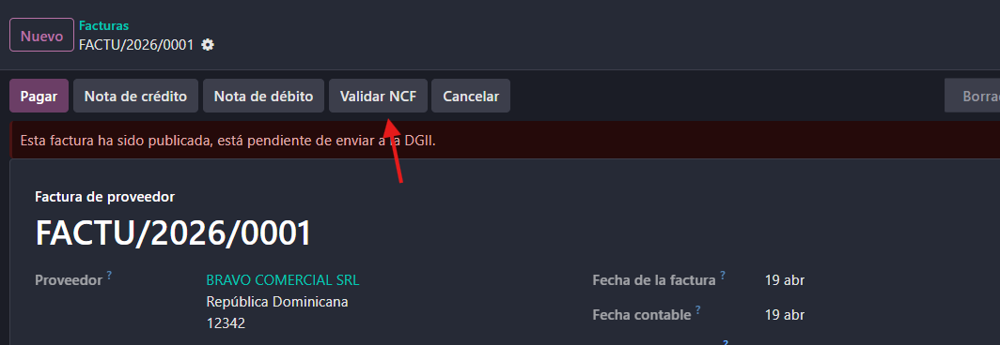 Nuevo
Facturas
FACTU/2026/0001
Pagar
Nota de crédito
Nota de débito
Validar NCF
Cancelar
Borra
Esta factura ha sido publicada, está pendiente de enviar a la DGII.
Factura de proveedor
FACTU/2026/0001
Proveedor ?
BRAVO COMERCIAL SRL
República Dominicana
12342
Fecha de la factura ?
19 abr
Fecha contable ?
19 abr
?